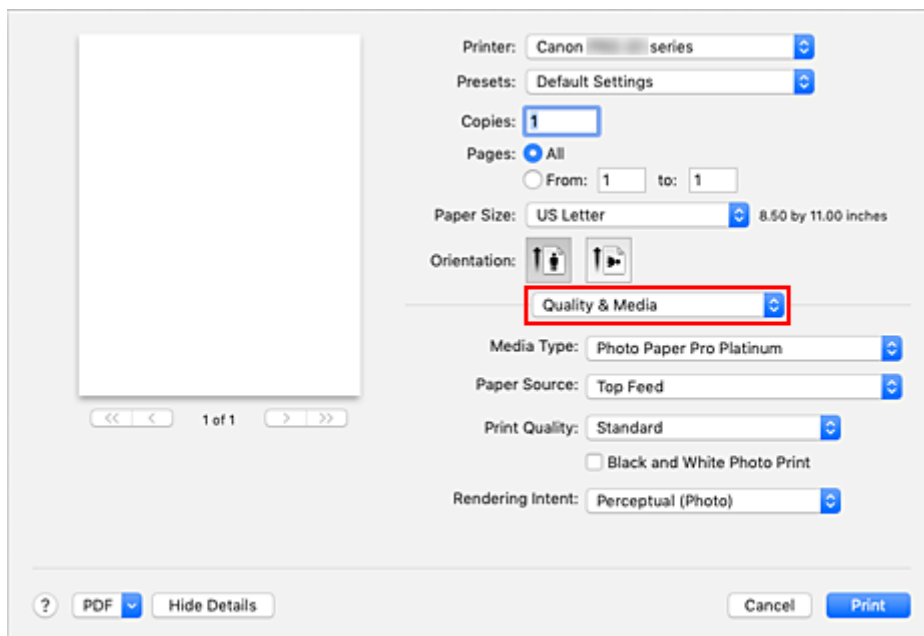 Printer: Canon series
Presets: Default Settings
Copies: 1
Pages: All
From: 1 to: 1
Paper Size: US Letter 8.50 by 11.00 inches
Orientation:
Quality & Media
Media Type: Photo Paper Pro Platinum
Paper Source: Top Feed
<< < 1 of 1 > >>
Print Quality: Standard
Black and White Photo Print
Rendering Intent: Perceptual (Photo)
? PDF Hide Details Cancel Print